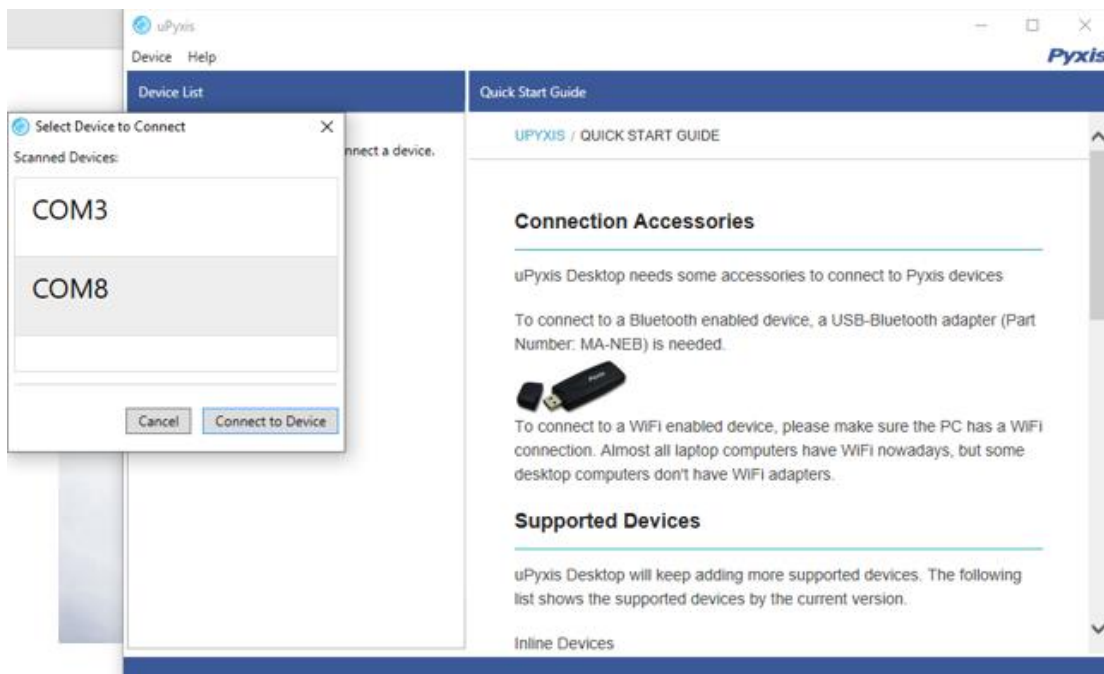 uPyxis
Device Help
Pyxis
Device List
Quick Start Guide
Select Device to Connect
Scanned Devices:
COM3
COM8
Cancel
Connect to Device
nnect a device.
UPYXIS / QUICK START GUIDE
Connection Accessories
uPyxis Desktop needs some accessories to connect to Pyxis devices
To connect to a Bluetooth enabled device, a USB-Bluetooth adapter (Part
Number: MA-NEB) is needed.
To connect to a WiFi enabled device, please make sure the PC has a WiFi
connection. Almost all laptop computers have WiFi nowadays, but some
desktop computers don't have WiFi adapters.
Supported Devices
uPyxis Desktop will keep adding more supported devices. The following
list shows the supported devices by the current version.
Inline Devices